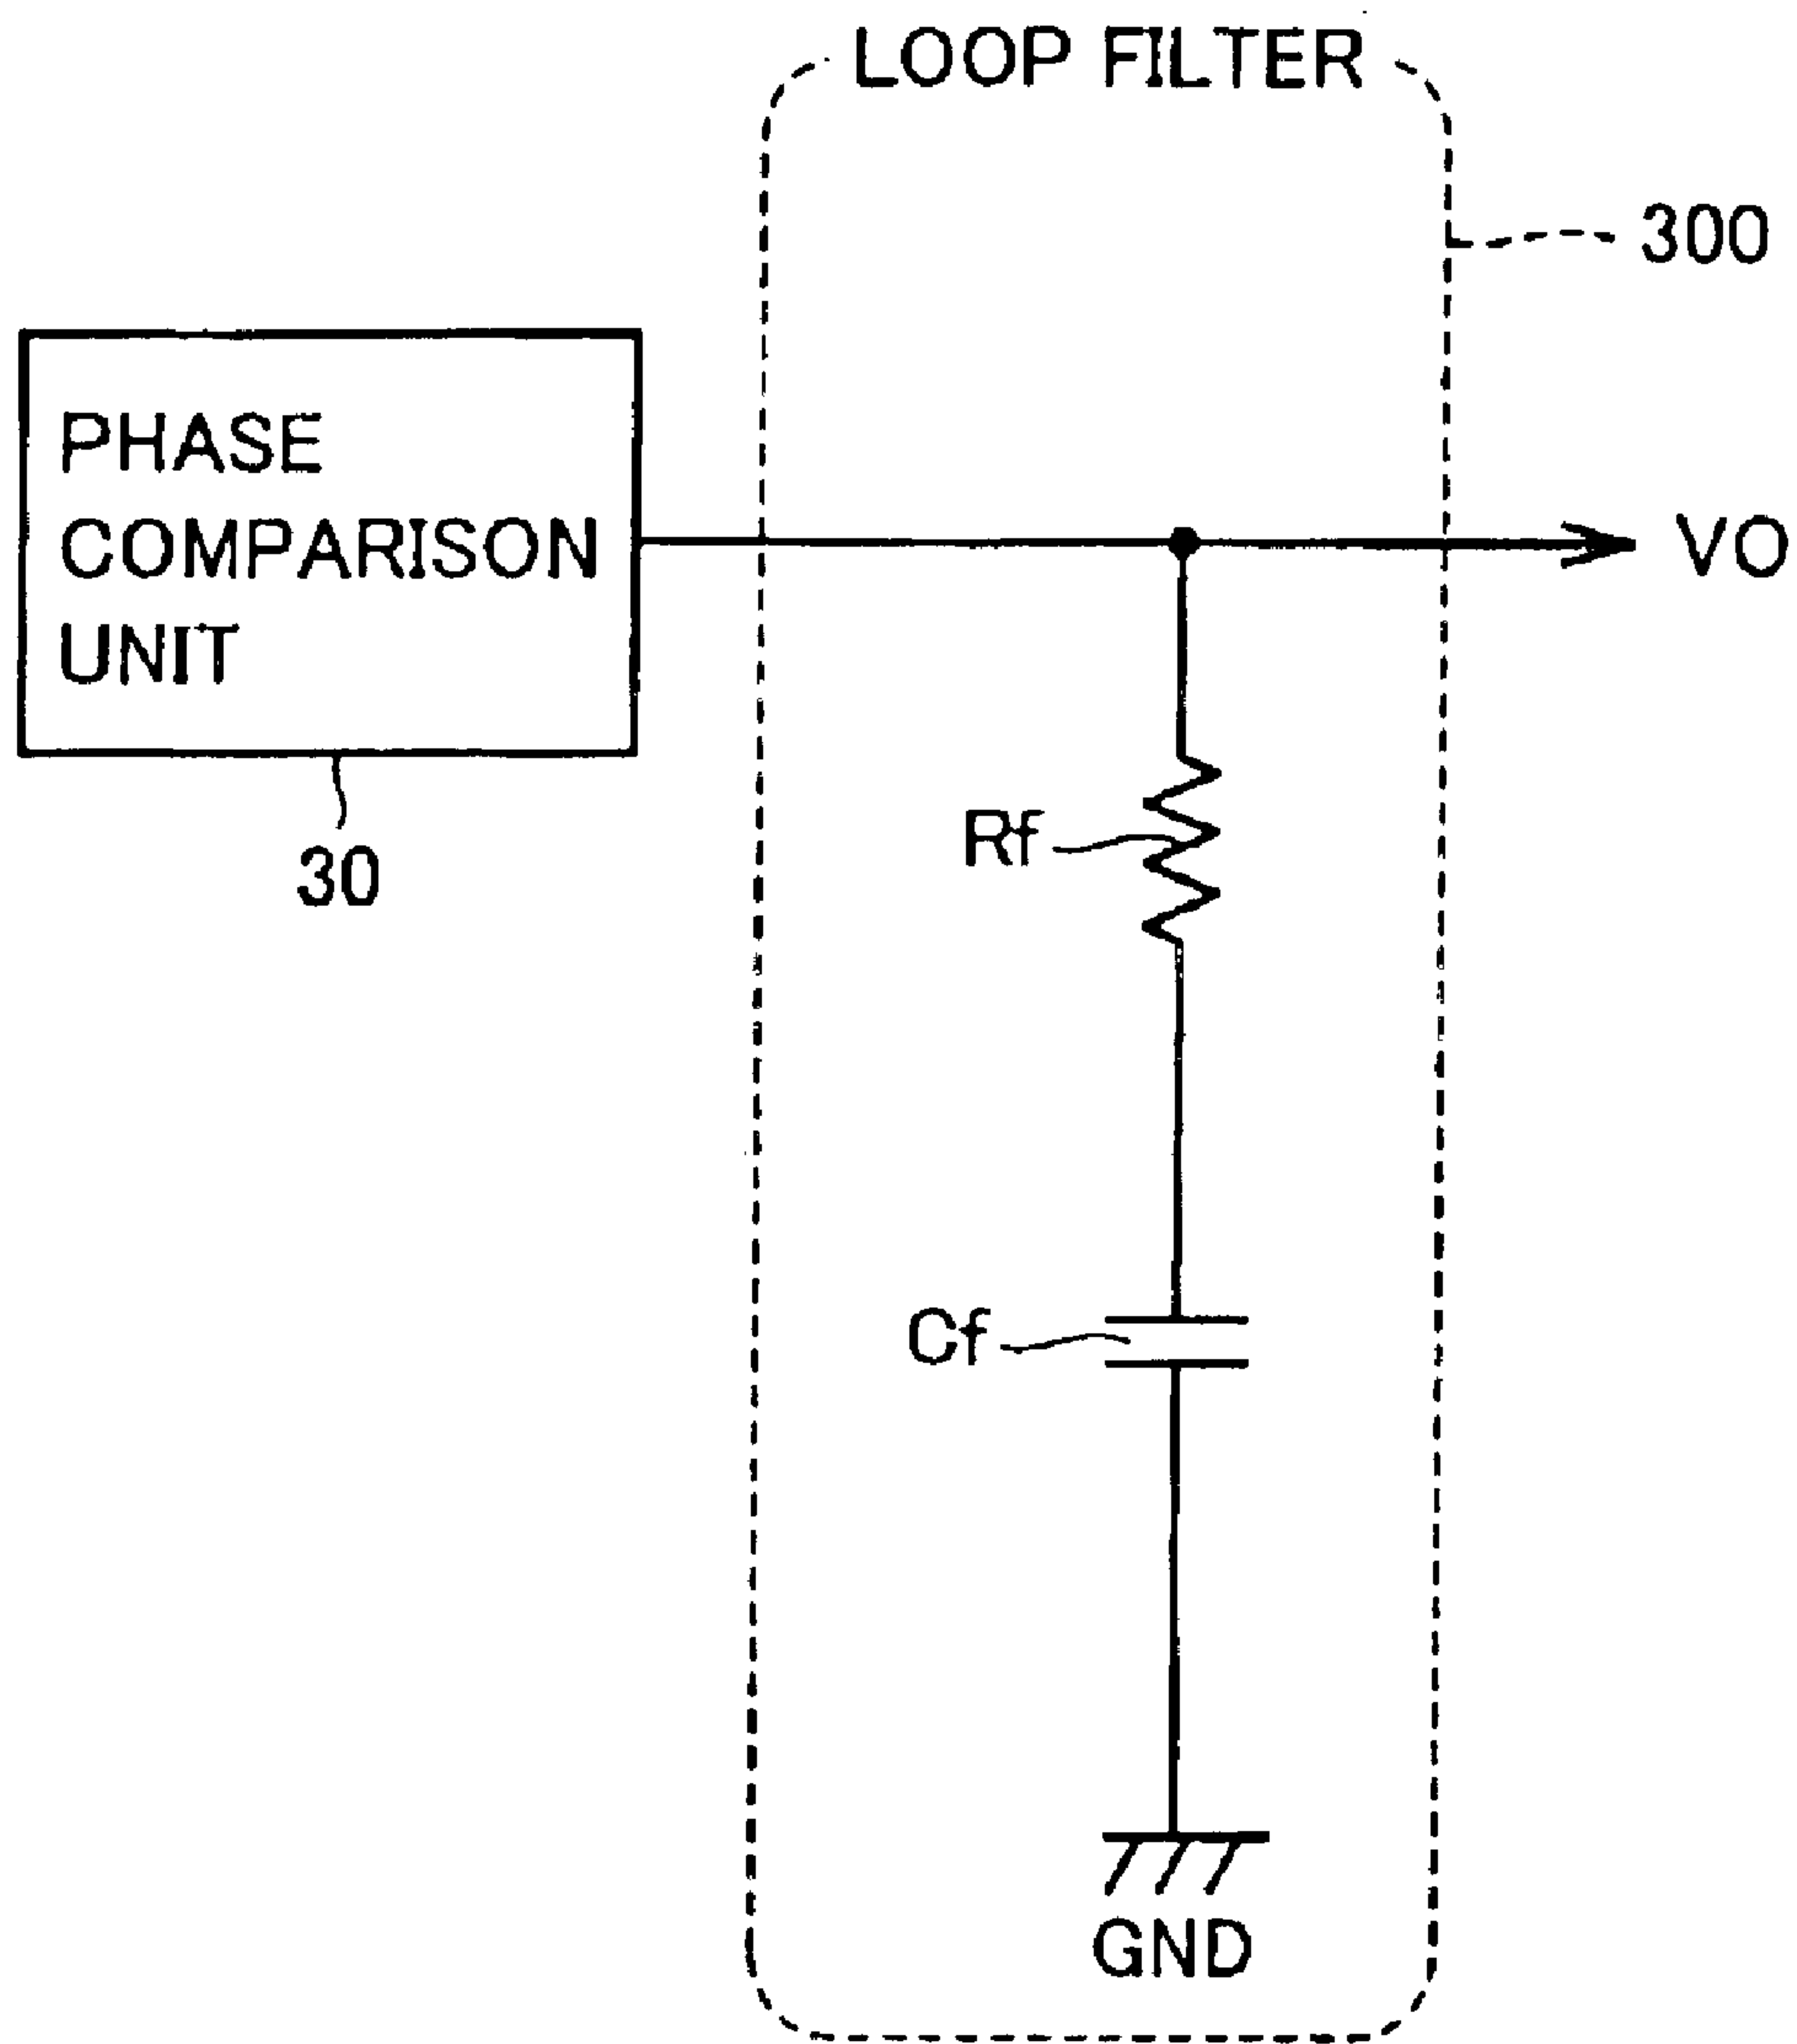 LOOP FILTER
300
PHASE
COMPARISON
UNIT
VO
30
Rf
Cf
GND